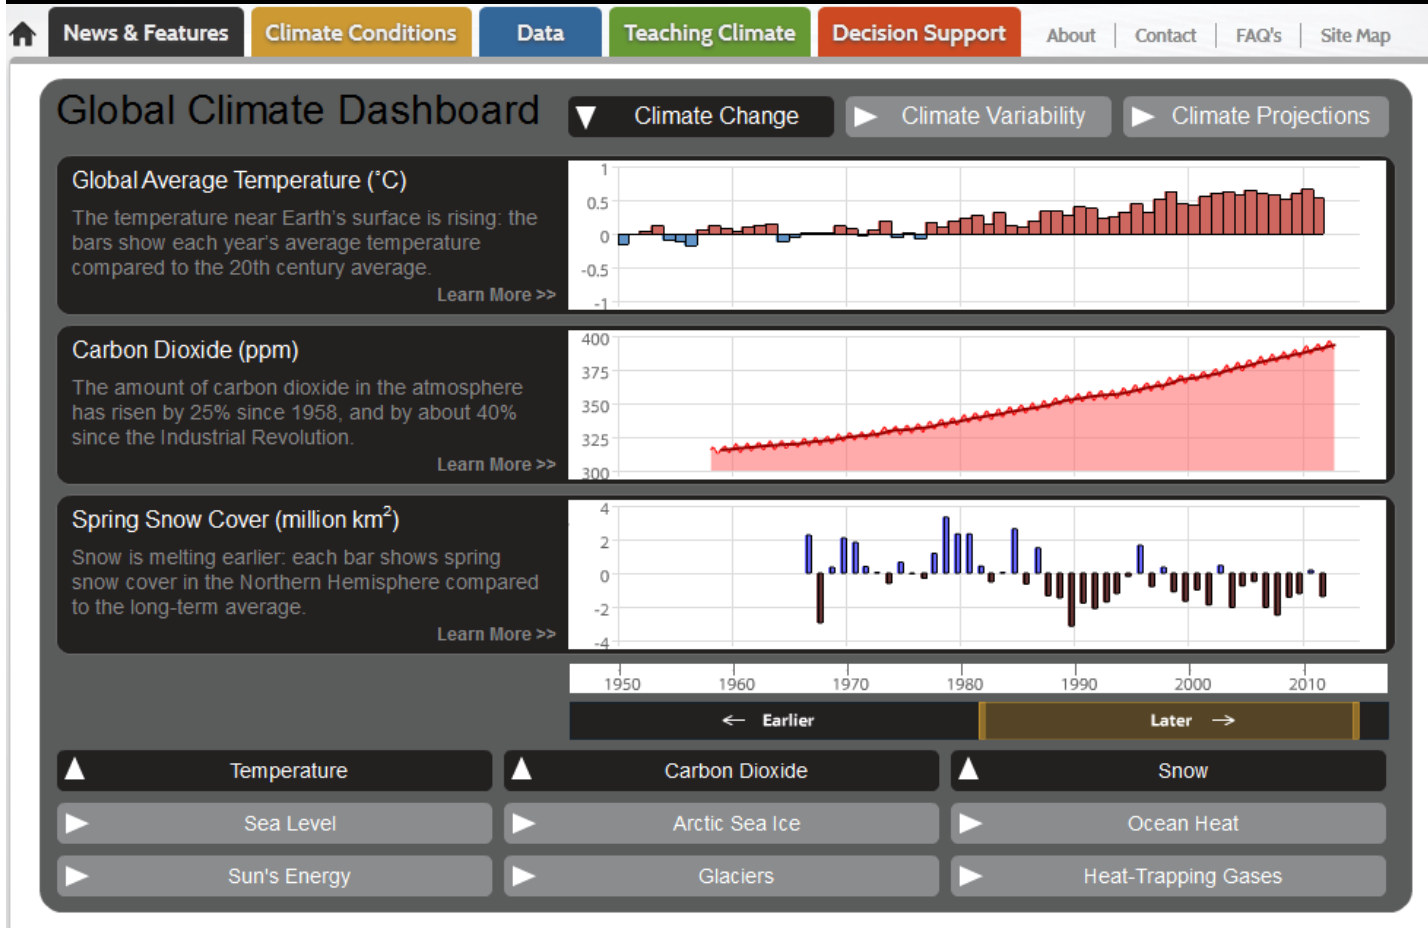 News & Features Climate Conditions Data Teaching Climate Decision Support About Contact FAQ's Site Map
Global Climate Dashboard Climate Change Climate Variability Climate Projections
Global Average Temperature (˚C)
The temperature near Earth's surface is rising: the
bars show each year's average temperature
compared to the 20th century average.
Learn More >>
1
0.5
0
-0.5
-1
Carbon Dioxide (ppm)
The amount of carbon dioxide in the atmosphere
has risen by 25% since 1958, and by about 40%
since the Industrial Revolution.
Learn More >>
400
375
350
325
300
Spring Snow Cover (million km²)
Snow is melting earlier: each bar shows spring
snow cover in the Northern Hemisphere compared
to the long-term average.
Learn More >>
4
2
0
-2
-4
1950 1960 1970 1980 1990 2000 2010
← Earlier Later →
Temperature Carbon Dioxide Snow
Sea Level Arctic Sea Ice Ocean Heat
Sun's Energy Glaciers Heat-Trapping Gases